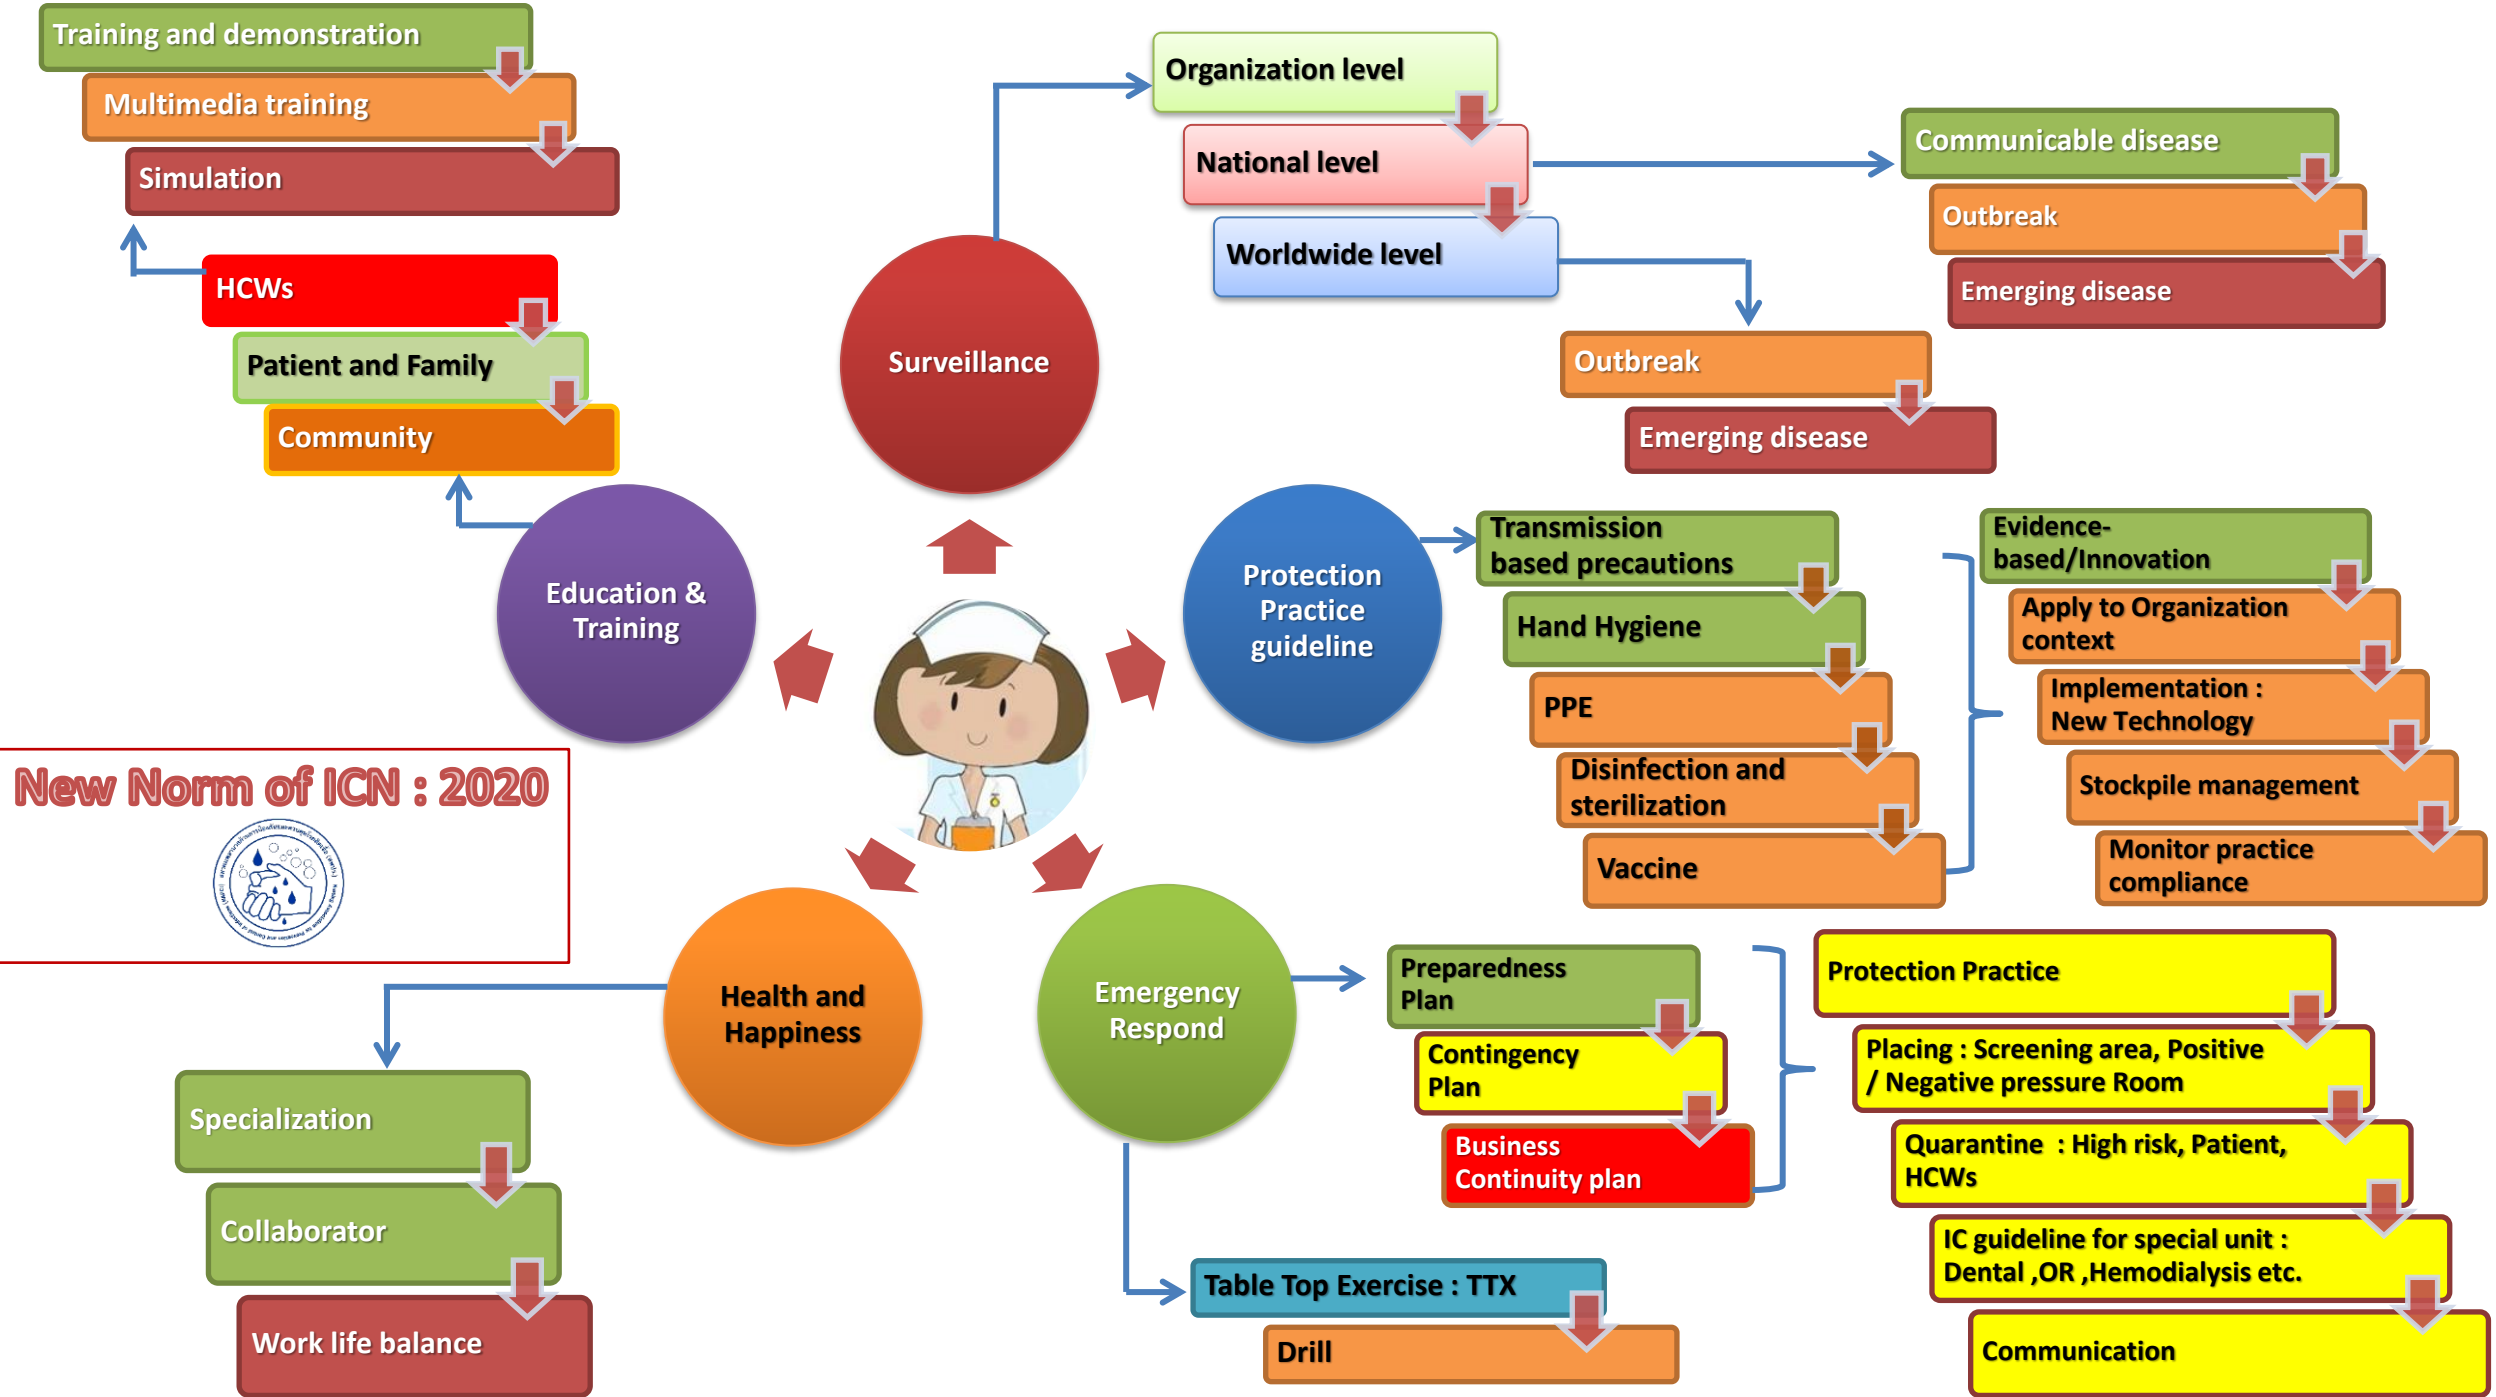 Training and demonstration
Multimedia training
Simulation
HCWs
Patient and Family
Community
Education &
Training
Surveillance
Organization level
National level
Worldwide level
Communicable disease
Outbreak
Emerging disease
Outbreak
Emerging disease
Protection
Practice
guideline
Transmission
based precautions
Hand Hygiene
PPE
Disinfection and
sterilization
Vaccine
Evidence-
based/Innovation
Apply to Organization
context
Implementation :
New Technology
Stockpile management
Monitor practice
compliance
New Norm of ICN : 2020
Health and
Happiness
Specialization
Collaborator
Work life balance
Emergency
Respond
Preparedness
Plan
Contingency
Plan
Business
Continuity plan
Protection Practice
Placing : Screening area, Positive
/ Negative pressure Room
Quarantine  : High risk, Patient,
HCWs
IC guideline for special unit :
Dental ,OR ,Hemodialysis etc.
Communication
Table Top Exercise : TTX
Drill